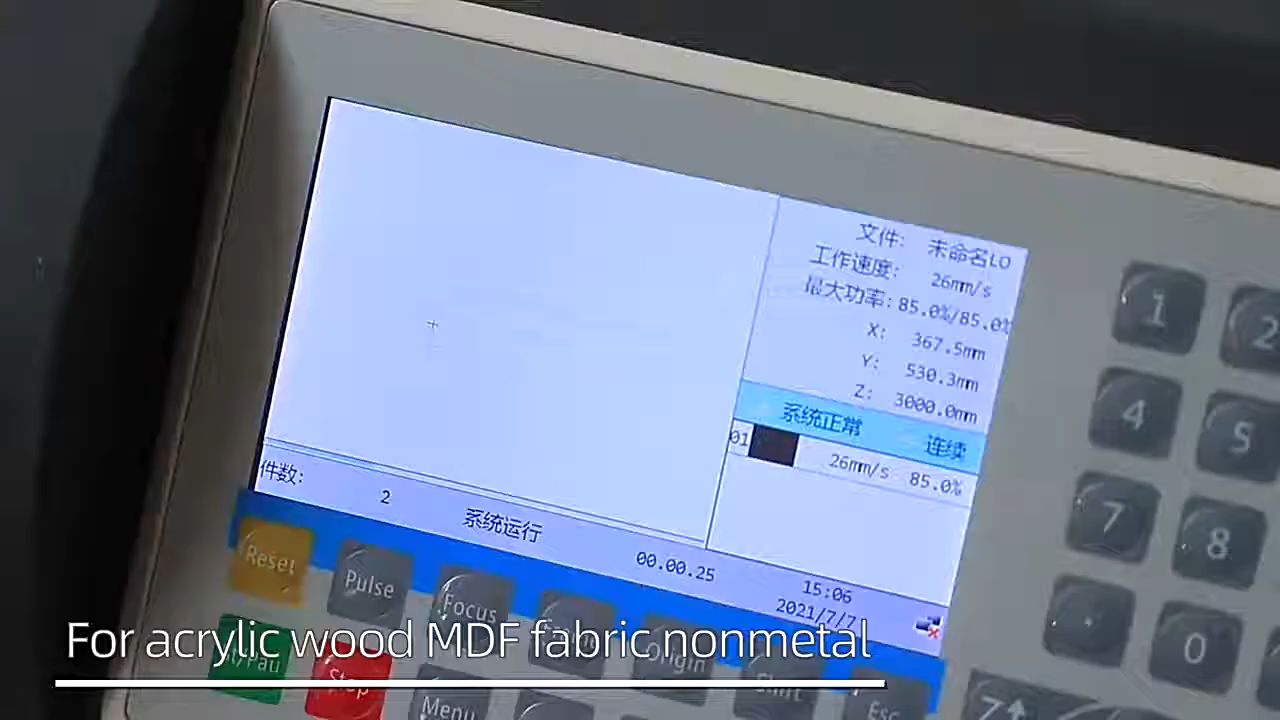 文件: 未命名LO
工作速度: 26mm/s
最大功率: 85.0%/85.0%
X: 367.5mm
Y: 530.3mm
Z: 3000.0mm
系统正常 连续
01 26mm/s 85.0%
件数: 2 系统运行 00.00.25 15:06
2021/7/7
1 2
4 5
7 8
0
Reset Pulse Focus Origin Shift Esc
Stop Menu Z
For acrylic wood MDF fabric nonmetal